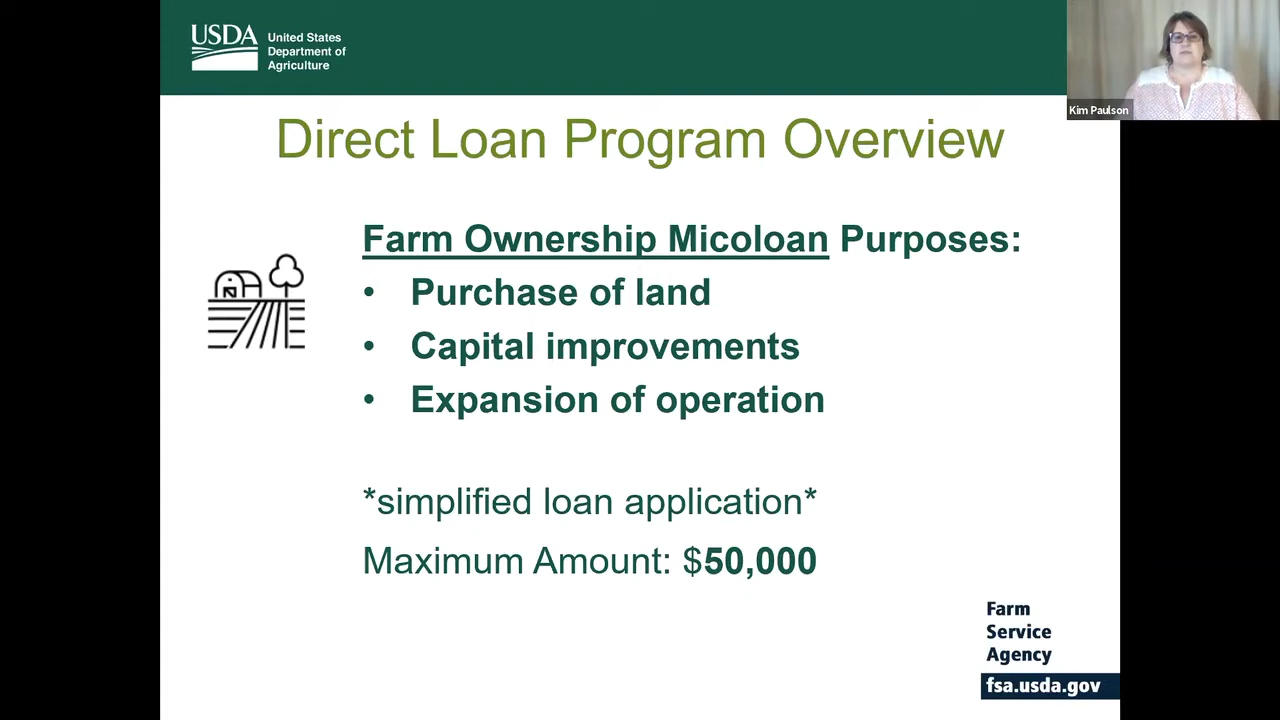 USDA
United States
Department of
Agriculture
Kim Paulson
Direct Loan Program Overview
Farm Ownership Micoloan Purposes:
• Purchase of land
• Capital improvements
• Expansion of operation
*simplified loan application*
Maximum Amount: $50,000
Farm
Service
Agency
fsa.usda.gov